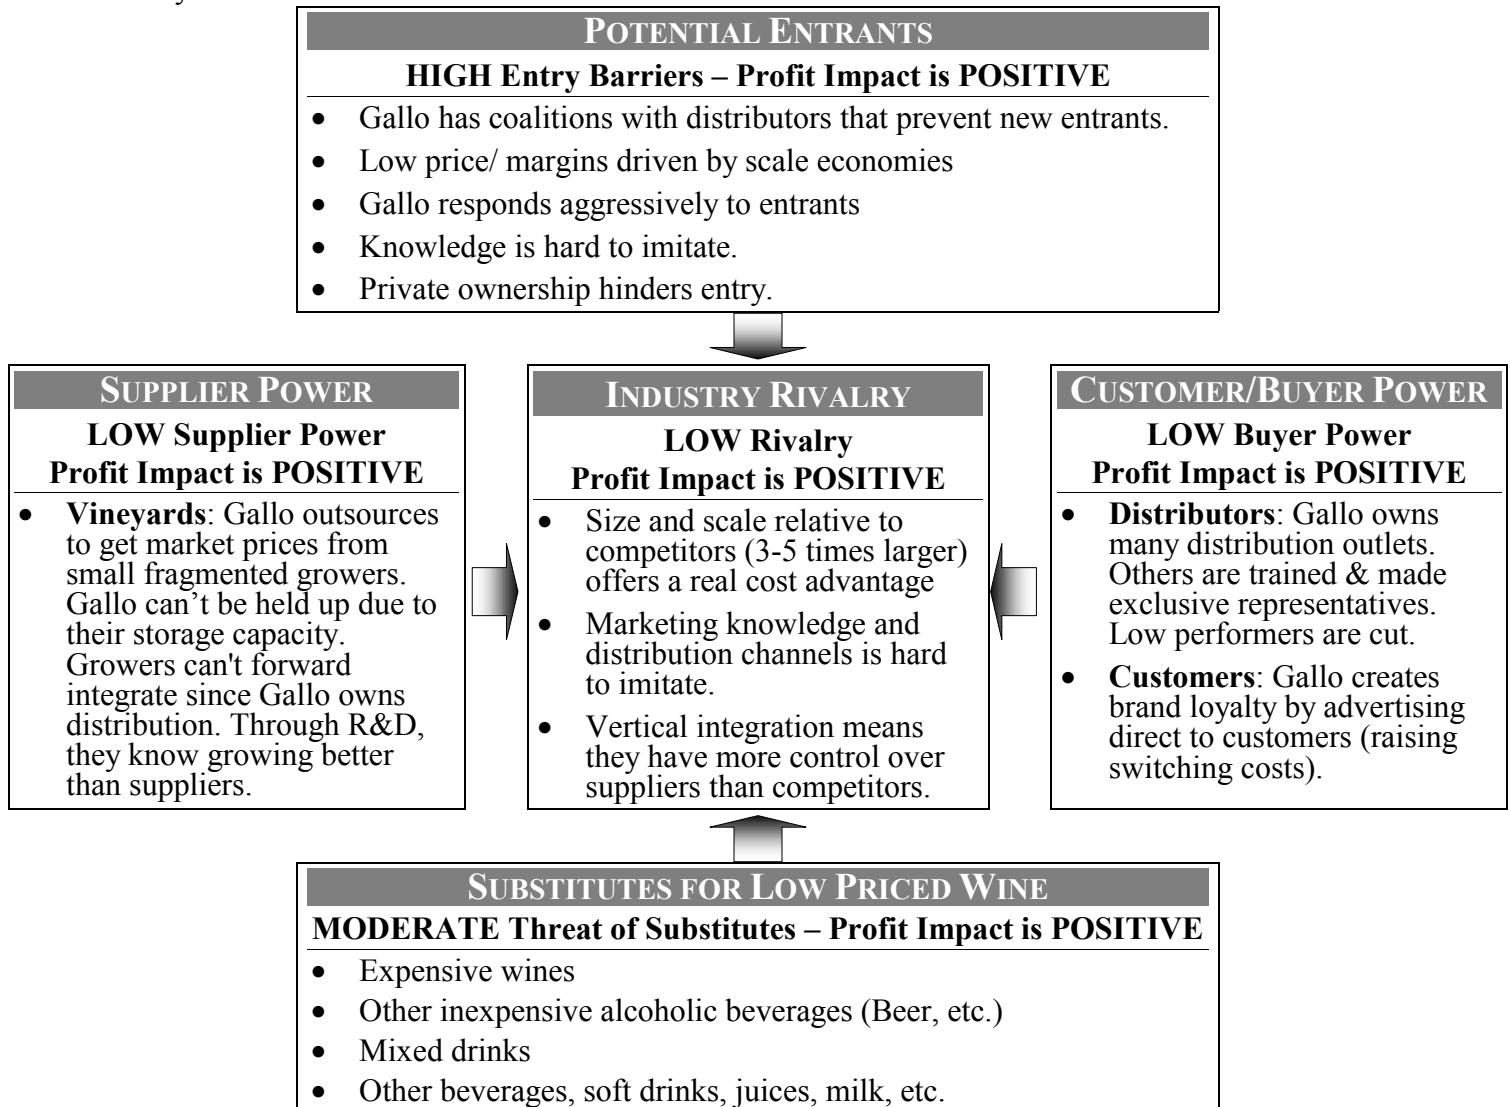 POTENTIAL ENTRANTS
HIGH Entry Barriers – Profit Impact is POSITIVE
• Gallo has coalitions with distributors that prevent new entrants.
• Low price/ margins driven by scale economies
• Gallo responds aggressively to entrants
• Knowledge is hard to imitate.
• Private ownership hinders entry.
SUPPLIER POWER
LOW Supplier Power
Profit Impact is POSITIVE
• Vineyards: Gallo outsources
to get market prices from
small fragmented growers.
Gallo can’t be held up due to
their storage capacity.
Growers can't forward
integrate since Gallo owns
distribution. Through R&D,
they know growing better
than suppliers.
INDUSTRY RIVALRY
LOW Rivalry
Profit Impact is POSITIVE
• Size and scale relative to
competitors (3-5 times larger)
offers a real cost advantage
• Marketing knowledge and
distribution channels is hard
to imitate.
• Vertical integration means
they have more control over
suppliers than competitors.
CUSTOMER/BUYER POWER
LOW Buyer Power
Profit Impact is POSITIVE
• Distributors: Gallo owns
many distribution outlets.
Others are trained & made
exclusive representatives.
Low performers are cut.
• Customers: Gallo creates
brand loyalty by advertising
direct to customers (raising
switching costs).
SUBSTITUTES FOR LOW PRICED WINE
MODERATE Threat of Substitutes – Profit Impact is POSITIVE
• Expensive wines
• Other inexpensive alcoholic beverages (Beer, etc.)
• Mixed drinks
• Other beverages, soft drinks, juices, milk, etc.